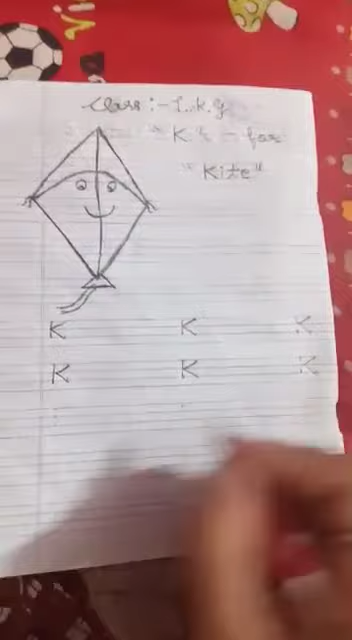 Class :- L.k.g
"K" - for
"Kite"
K K K
K K K